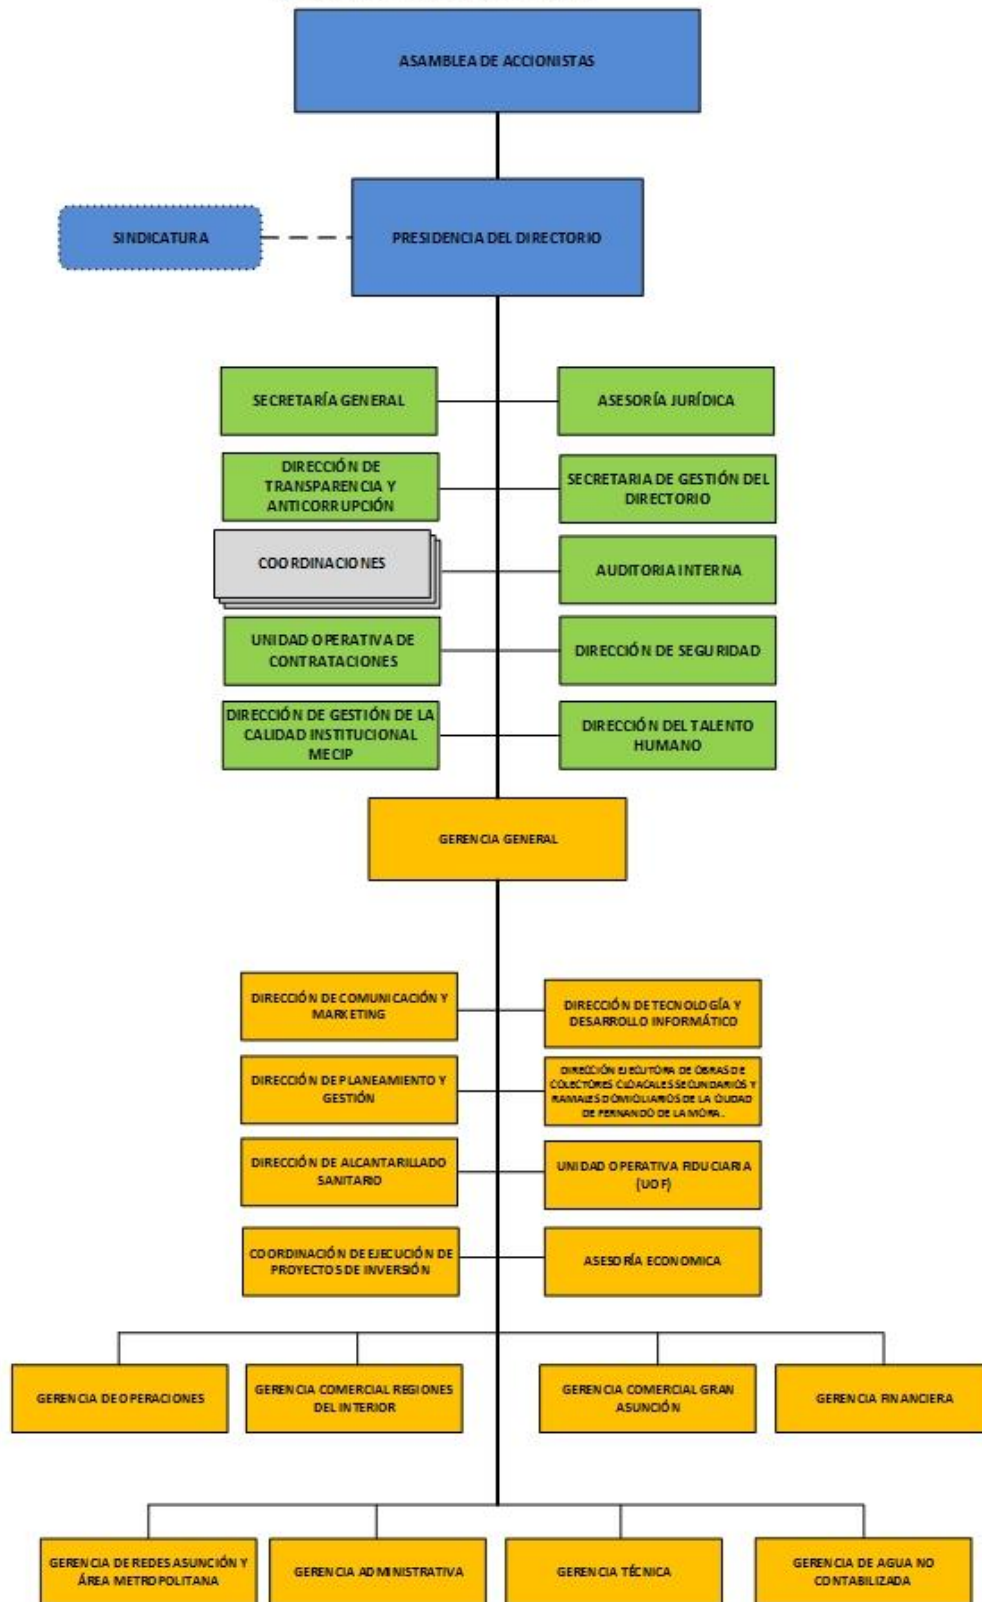 ASAMBLEA DE ACCIONISTAS
SINDICATURA
PRESIDENCIA DEL DIRECTORIO
SECRETARÍA GENERAL
ASESORÍA JURÍDICA
DIRECCIÓN DE
TRANSPARENCIA Y
ANTICORRUPCIÓN
SECRETARIA DE GESTIÓN DEL
DIRECTORIO
COORDINACIONES
AUDITORIA INTERNA
UNIDAD OPERATIVA DE
CONTRATACIONES
DIRECCIÓN DE SEGURIDAD
DIRECCIÓN DE GESTIÓN DE LA
CALIDAD INSTITUCIONAL
MECIP
DIRECCIÓN DEL TALENTO
HUMANO
GERENCIA GENERAL
DIRECCIÓN DE COMUNICACIÓN Y
MARKETING
DIRECCIÓN DE TECNOLOGÍA Y
DESARROLLO INFORMÁTICO
DIRECCIÓN DE PLANEAMIENTO Y
GESTIÓN
DIRECCIÓN EJECUTORA DE OBRAS DE
COLECTORES CLOACALES SECUNDARIOS Y
RAMALES DOMICILIARIOS DE LA CIUDAD
DE FERNANDO DE LA MORA.
DIRECCIÓN DE ALCANTARILLADO
SANITARIO
UNIDAD OPERATIVA FIDUCIARIA
(UOF)
COORDINACIÓN DE EJECUCIÓN DE
PROYECTOS DE INVERSIÓN
ASESORÍA ECONOMICA
GERENCIA DE OPERACIONES
GERENCIA COMERCIAL REGIONES
DEL INTERIOR
GERENCIA COMERCIAL GRAN
ASUNCIÓN
GERENCIA FINANCIERA
GERENCIA DE REDES ASUNCIÓN Y
ÁREA METROPOLITANA
GERENCIA ADMINISTRATIVA
GERENCIA TÉCNICA
GERENCIA DE AGUA NO
CONTABILIZADA